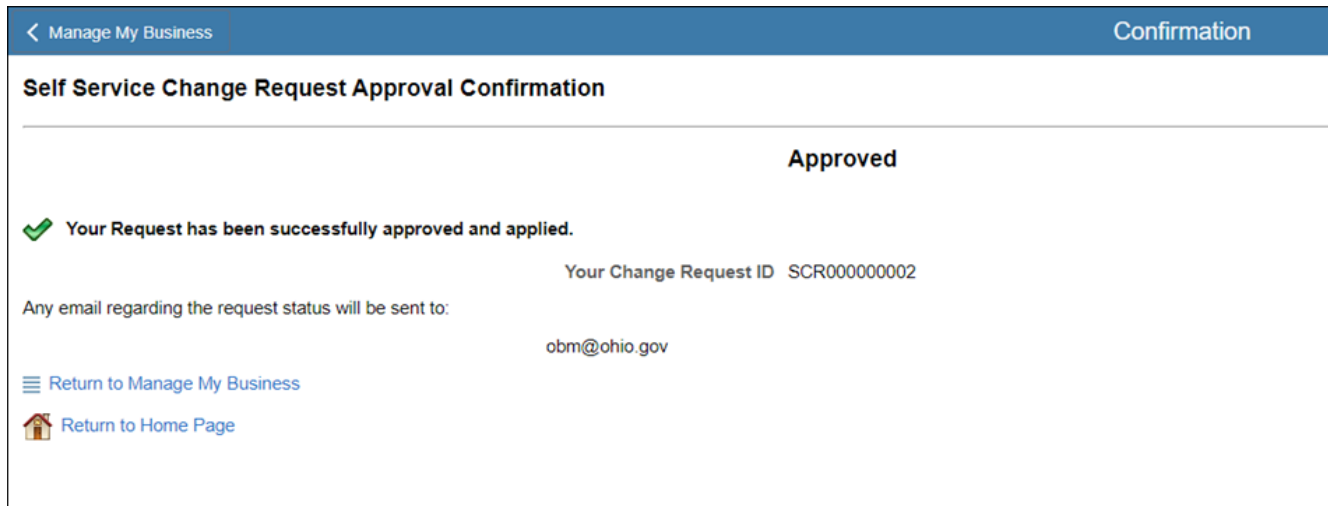 Manage My Business
Confirmation
Self Service Change Request Approval Confirmation
Approved
Your Request has been successfully approved and applied.
Your Change Request ID SCR000000002
Any email regarding the request status will be sent to:
obm@ohio.gov
Return to Manage My Business
Return to Home Page